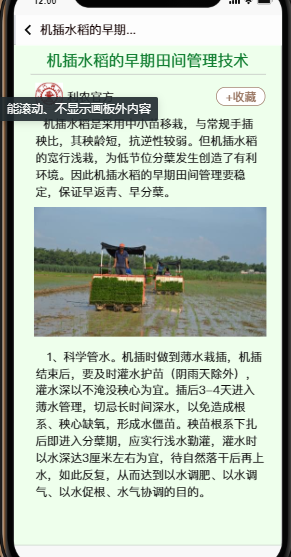 12:00
机插水稻的早期...
机插水稻的早期田间管理技术
利农官方
+收藏
能滚动、不显示画板外内容
机插水稻是采用中小苗移栽，与常规手插
秧比，其秧龄短，抗逆性较弱。但机插水稻
的宽行浅栽，为低节位分蘖发生创造了有利
环境。因此机插水稻的早期田间管理要稳
定，保证早返青、早分蘖。
1、科学管水。机插时做到薄水栽插，机插
结束后，要及时灌水护苗（阴雨天除外），
灌水深以不淹没秧心为宜。插后3-4天进入
薄水管理，切忌长时间深水，以免造成根
系、秧心缺氧，形成水僵苗。秧苗根系下扎
后即进入分蘖期，应实行浅水勤灌，灌水时
以水深达3厘米左右为宜，待自然落干后再上
水，如此反复，从而达到以水调肥、以水调
气、以水促根、水气协调的目的。